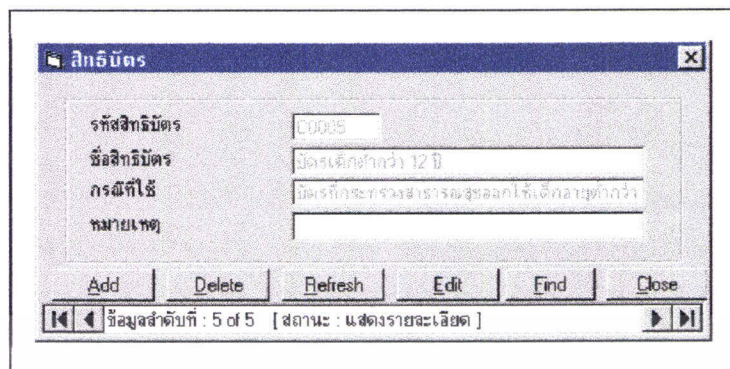 สิทธิบัตร
รหัสสิทธิบัตร C0005
ชื่อสิทธิบัตร บัตรเด็กต่ำกว่า 12 ปี
กรณีที่ใช้ บัตรที่กระทรวงสาธารณสุขออกให้เด็กอายุต่ำกว่า
หมายเหตุ
Add Delete Refresh Edit Find Close
ข้อมูลลำดับที่ : 5 of 5 [ สถานะ : แสดงรายละเอียด ]